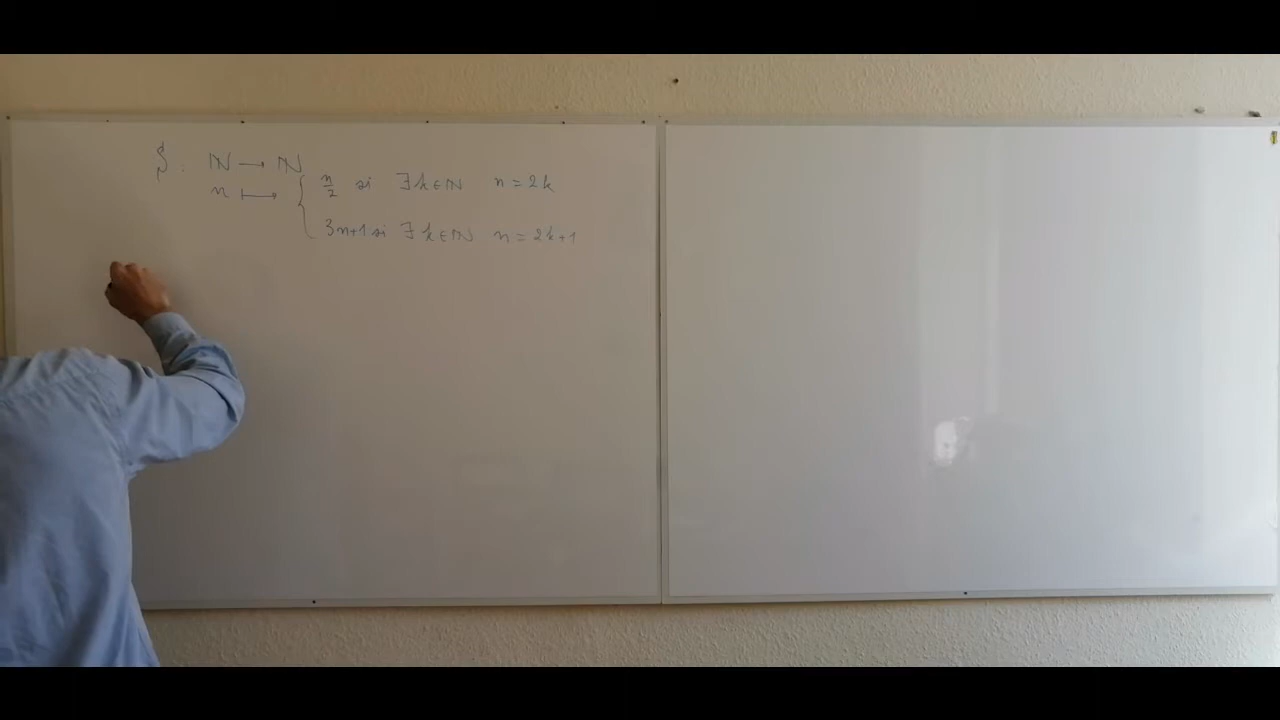 f : ℕ → ℕ
n ↦ { n/2 si ∃ k ∈ ℕ n = 2k
3n+1 si ∃ k ∈ ℕ n = 2k+1